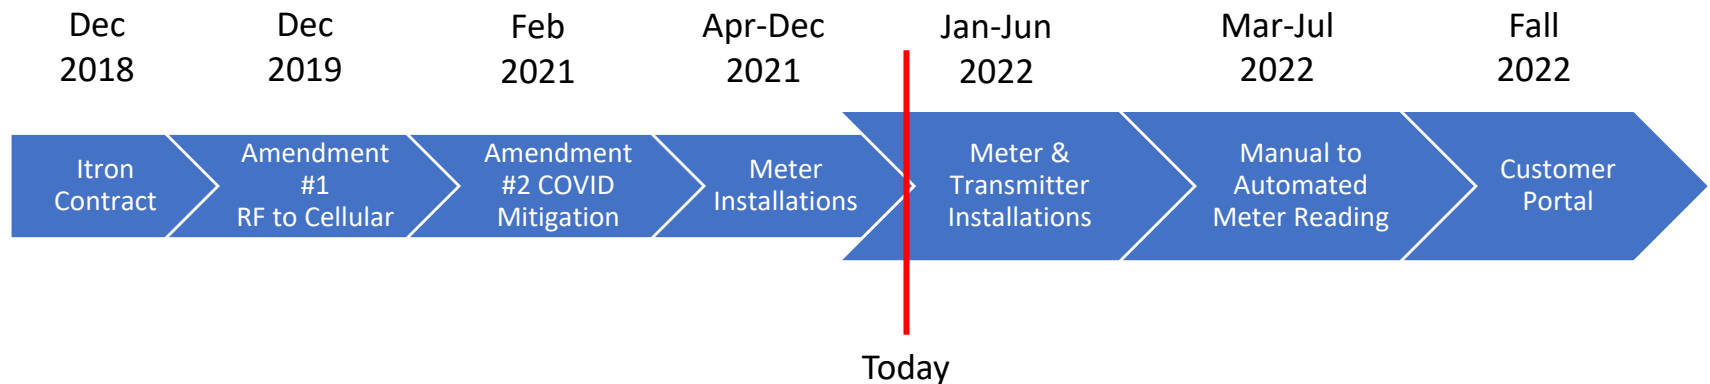 Dec
2018
Dec
2019
Feb
2021
Apr-Dec
2021
Jan-Jun
2022
Mar-Jul
2022
Fall
2022
Itron
Contract
Amendment
#1
RF to Cellular
Amendment
#2 COVID
Mitigation
Meter
Installations
Meter &
Transmitter
Installations
Manual to
Automated
Meter Reading
Customer
Portal
Today